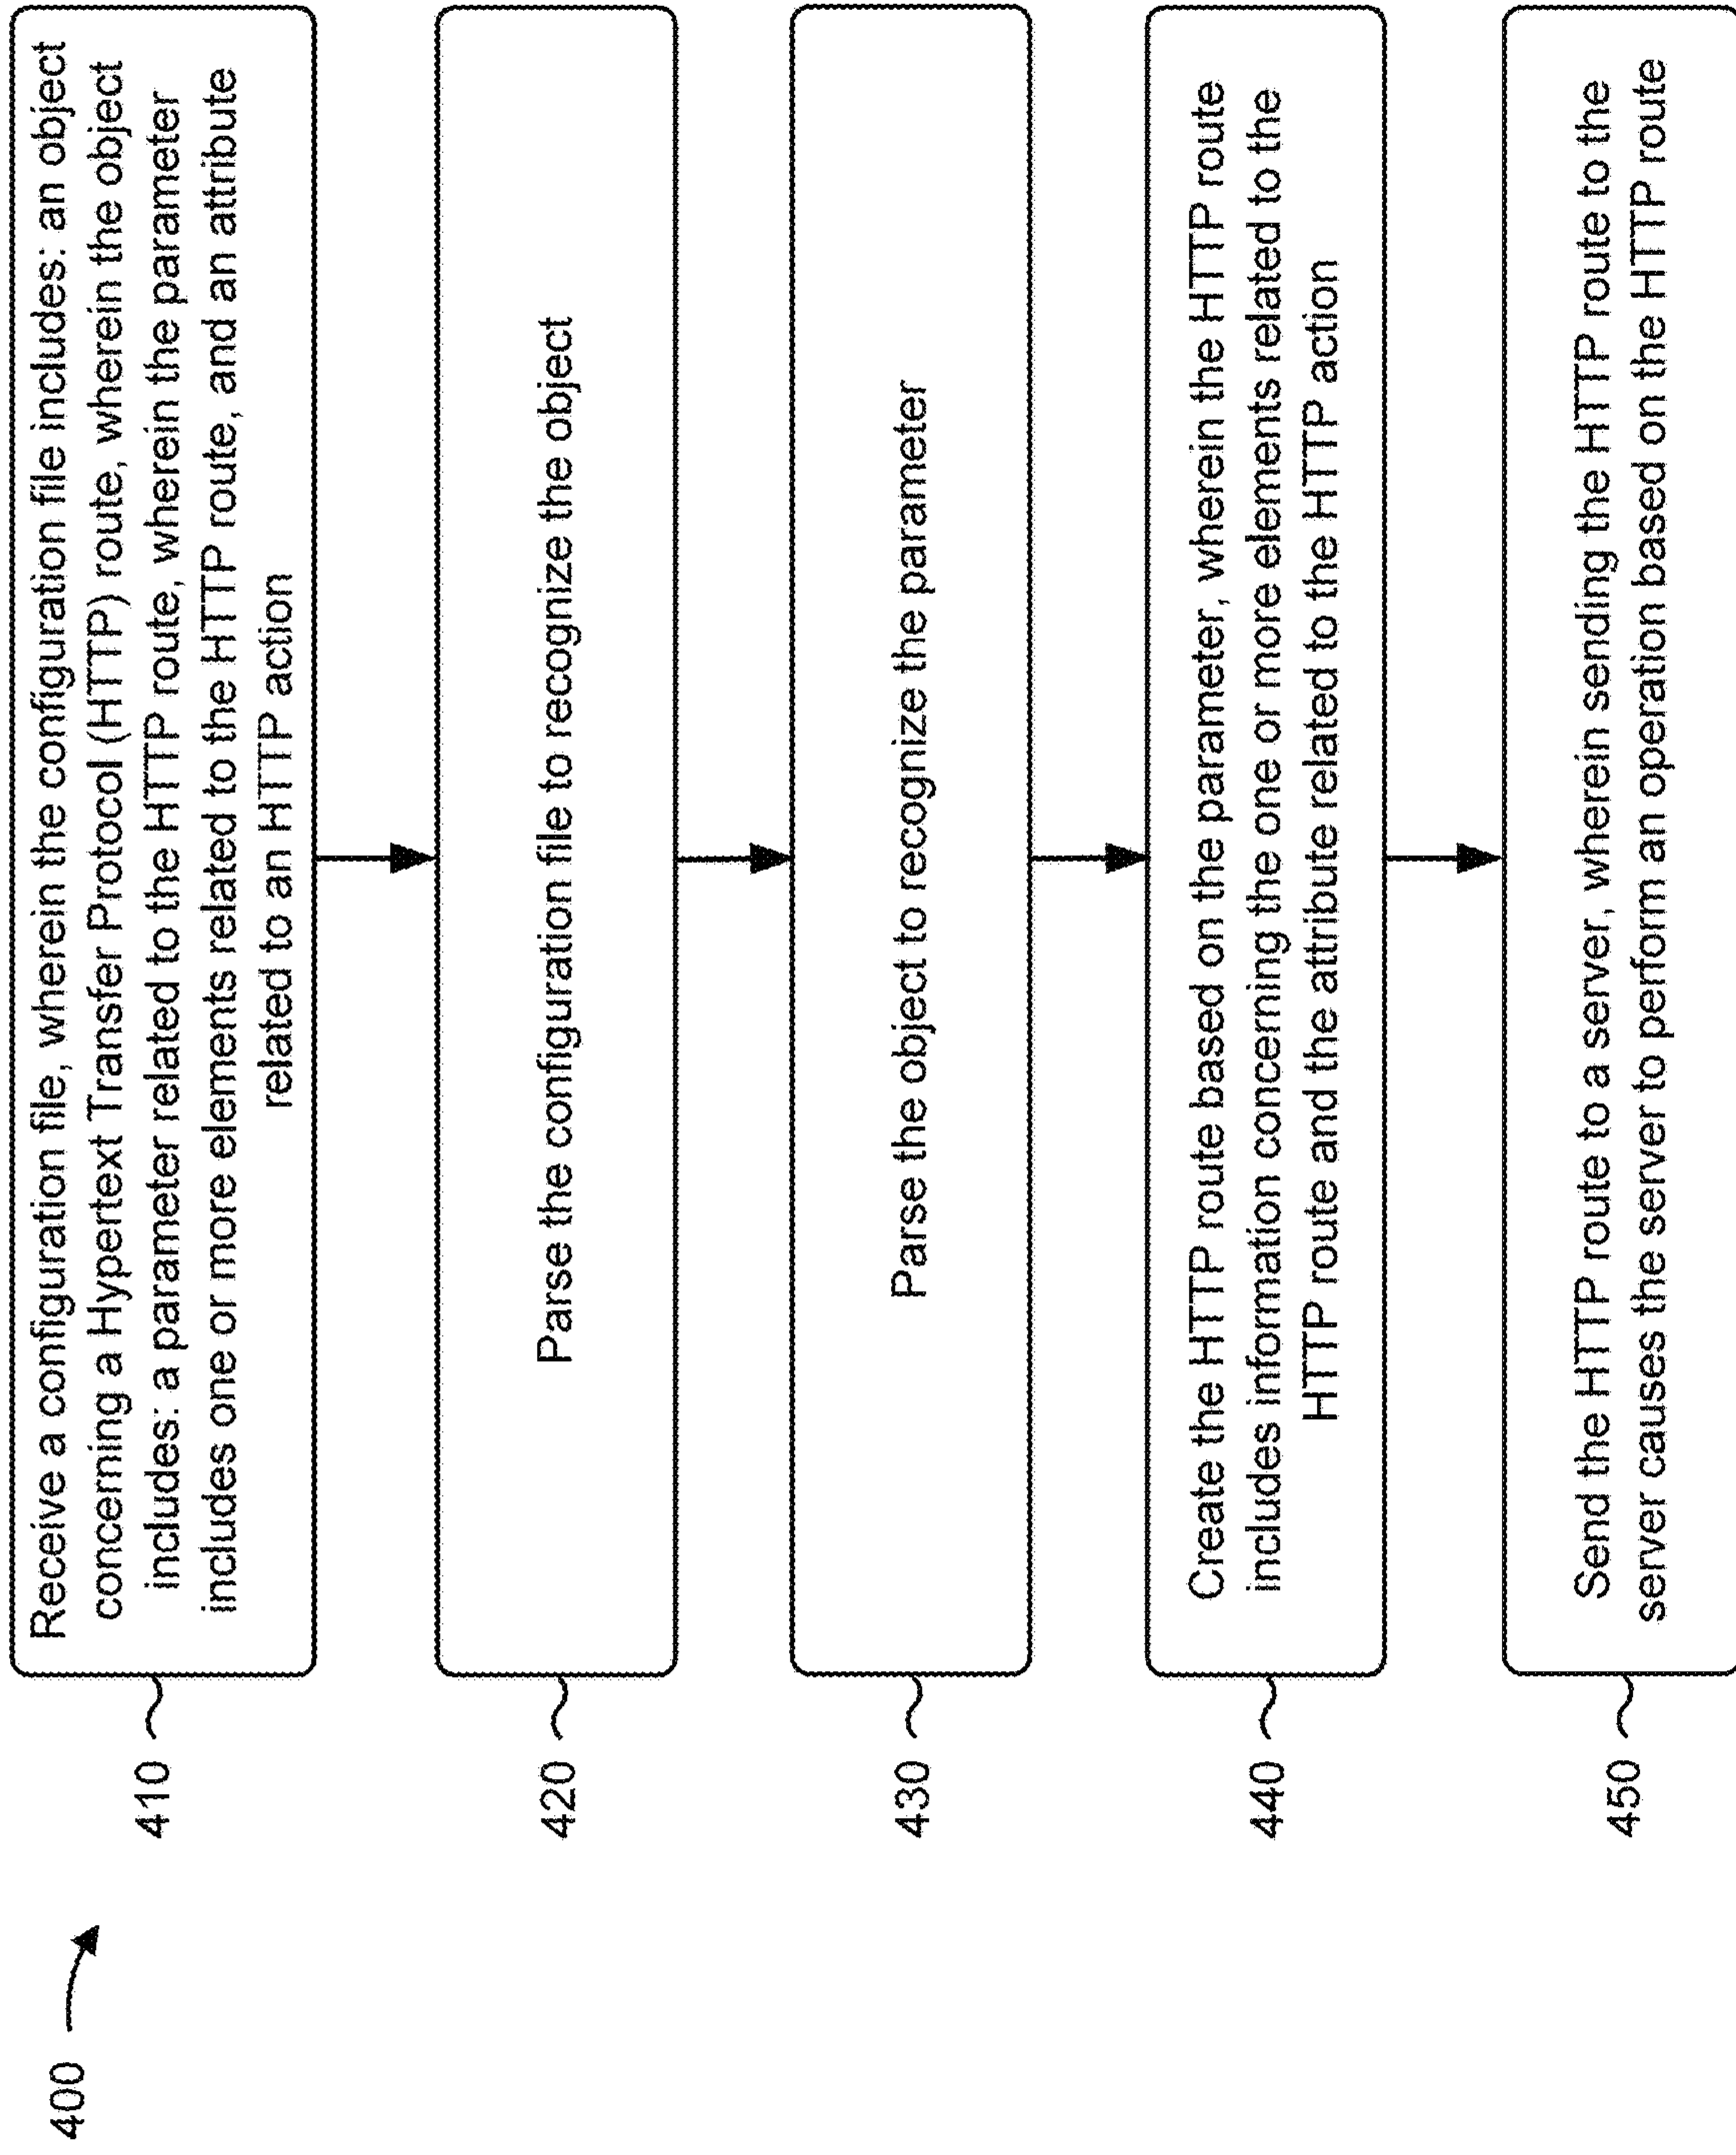 400
410
Receive a configuration file, wherein the configuration file includes: an object
concerning a Hypertext Transfer Protocol (HTTP) route, wherein the object
includes: a parameter related to the HTTP route, wherein the parameter
includes one or more elements related to the HTTP route, and an attribute
related to an HTTP action
420
Parse the configuration file to recognize the object
430
Parse the object to recognize the parameter
440
Create the HTTP route based on the parameter, wherein the HTTP route
includes information concerning the one or more elements related to the
HTTP route and the attribute related to the HTTP action
450
Send the HTTP route to a server, wherein sending the HTTP route to the
server causes the server to perform an operation based on the HTTP route